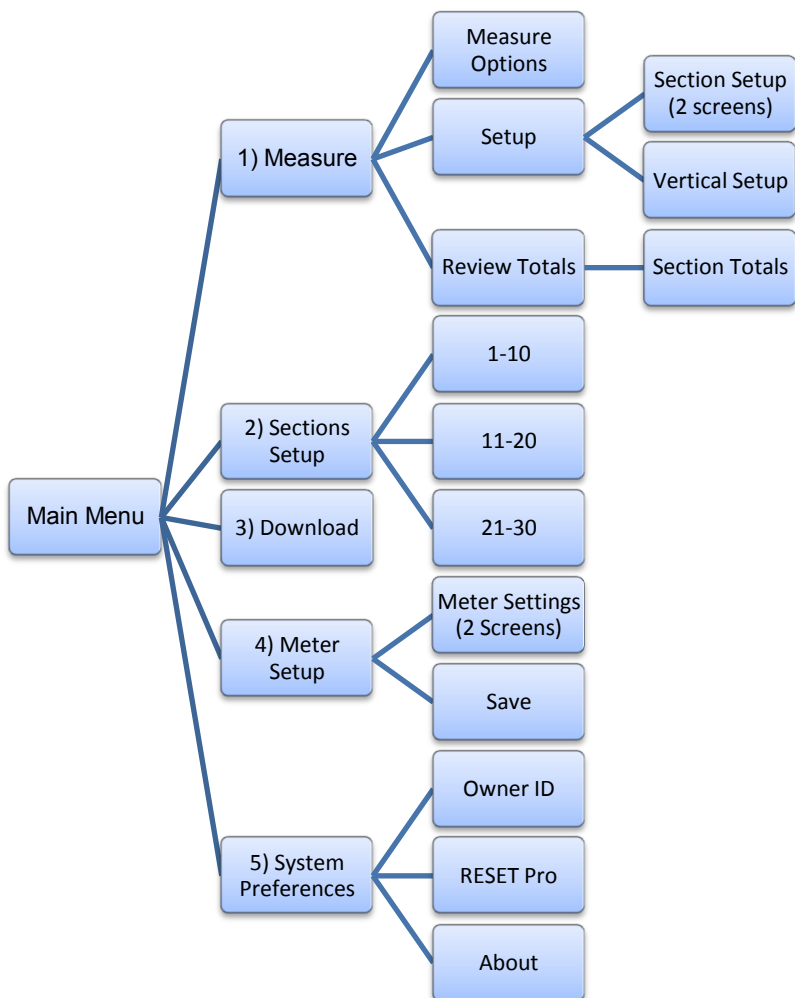 Main Menu
1) Measure
Measure
Options
Setup
Section Setup
(2 screens)
Vertical Setup
Review Totals
Section Totals
2) Sections
Setup
1-10
11-20
21-30
3) Download
4) Meter
Setup
Meter Settings
(2 Screens)
Save
5) System
Preferences
Owner ID
RESET Pro
About